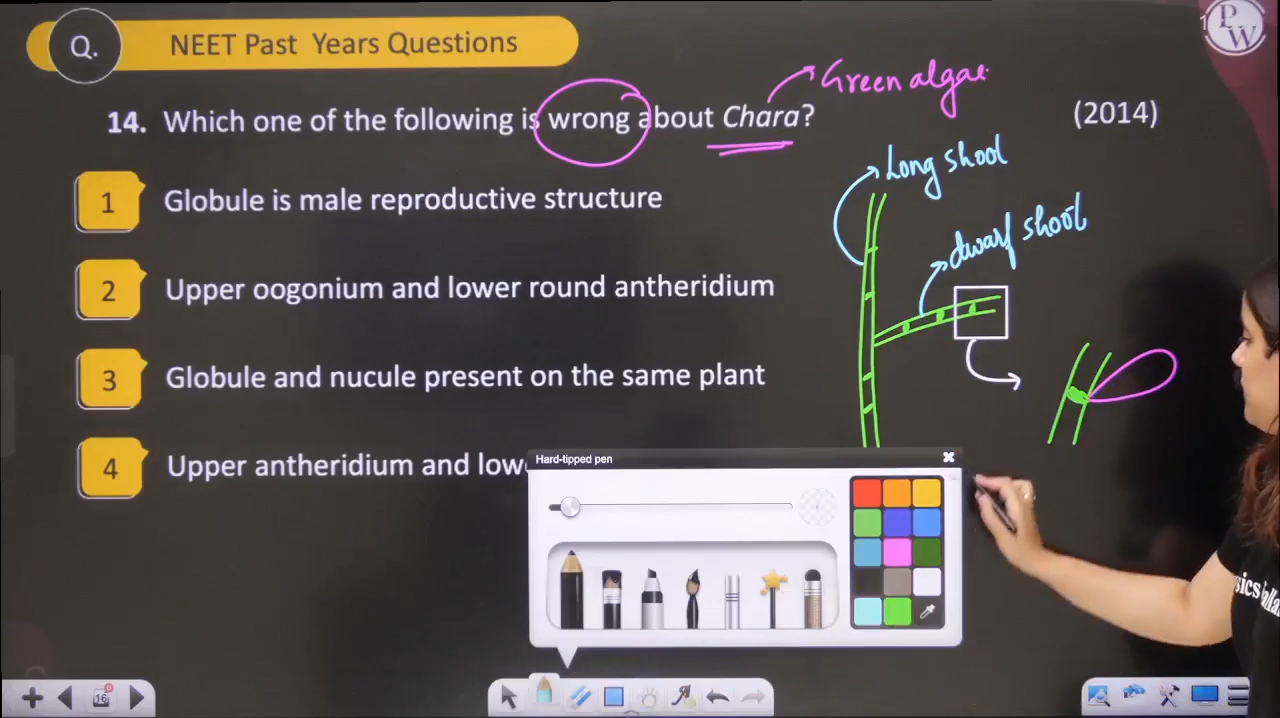 Q.
NEET Past Years Questions
PW
14. Which one of the following is wrong about Chara?
(2014)
Green algae
1 Globule is male reproductive structure
2 Upper oogonium and lower round antheridium
3 Globule and nucule present on the same plant
4 Upper antheridium and low
Long shoot
dwarf shoot
Hard-tipped pen
16